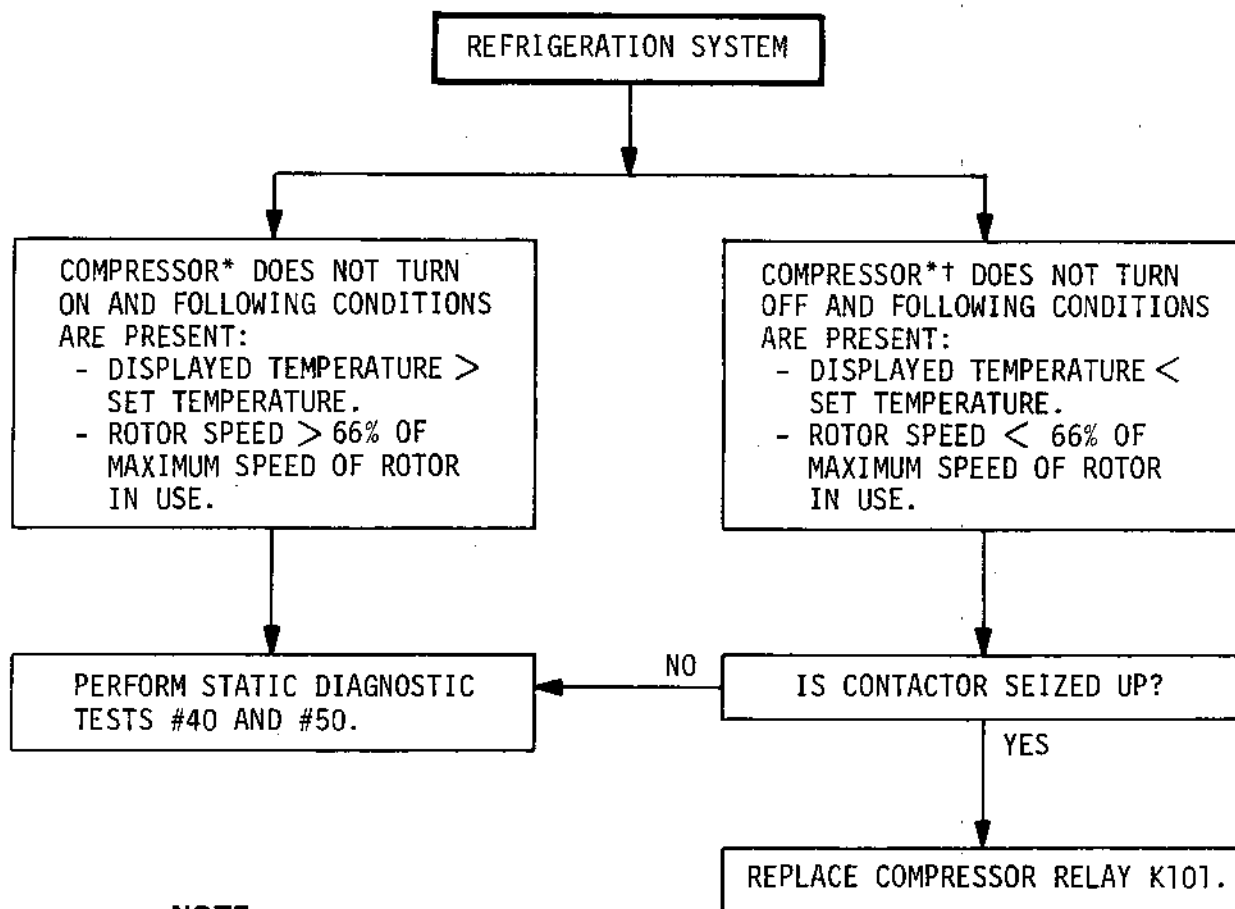 REFRIGERATION SYSTEM
COMPRESSOR* DOES NOT TURN
ON AND FOLLOWING CONDITIONS
ARE PRESENT:
- DISPLAYED TEMPERATURE >
SET TEMPERATURE.
- ROTOR SPEED > 66% OF
MAXIMUM SPEED OF ROTOR
IN USE.
COMPRESSOR*† DOES NOT TURN
OFF AND FOLLOWING CONDITIONS
ARE PRESENT:
- DISPLAYED TEMPERATURE <
SET TEMPERATURE.
- ROTOR SPEED < 66% OF
MAXIMUM SPEED OF ROTOR
IN USE.
PERFORM STATIC DIAGNOSTIC
TESTS #40 AND #50.
NO
IS CONTACTOR SEIZED UP?
YES
REPLACE COMPRESSOR RELAY K101.
NOTE